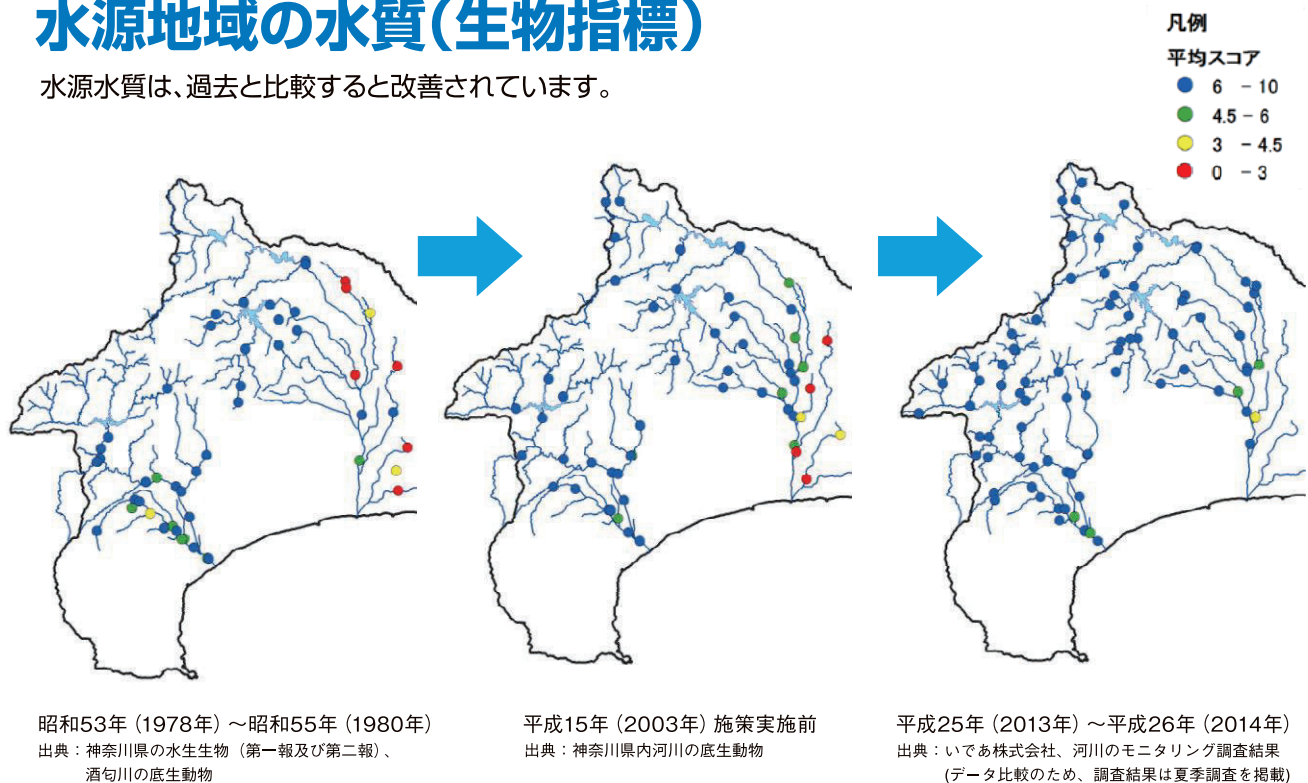 水源地域の水質(生物指標)
水源水質は、過去と比較すると改善されています。
凡例
平均スコア
6 - 10
4.5 - 6
3 - 4.5
0 - 3
昭和53年（1978年）～昭和55年（1980年）
出典：神奈川県の水生生物（第一報及び第二報）、
酒匂川の底生動物
平成15年（2003年）施策実施前
出典：神奈川県内河川の底生動物
平成25年（2013年）～平成26年（2014年）
出典：いであ株式会社、河川のモニタリング調査結果
(データ比較のため、調査結果は夏季調査を掲載)